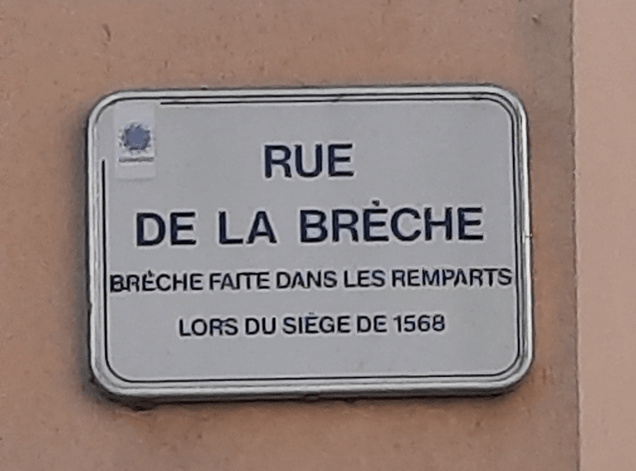 RUE
DE LA BRÈCHE
BRÈCHE FAITE DANS LES REMPARTS
LORS DU SIÈGE DE 1568